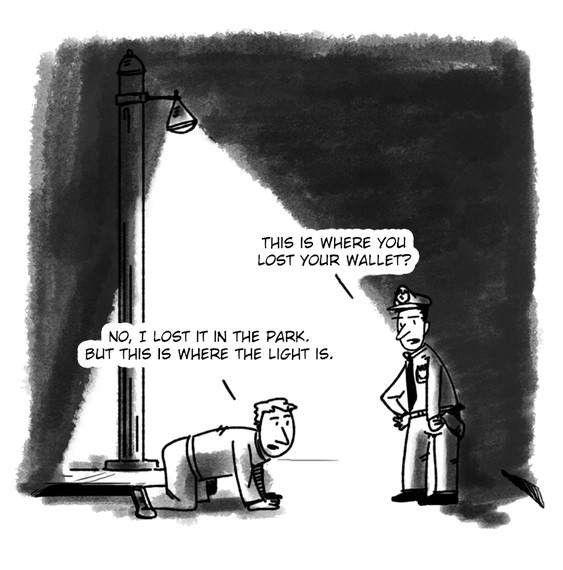 THIS IS WHERE YOU
LOST YOUR WALLET?
NO, I LOST IT IN THE PARK.
BUT THIS IS WHERE THE LIGHT IS.